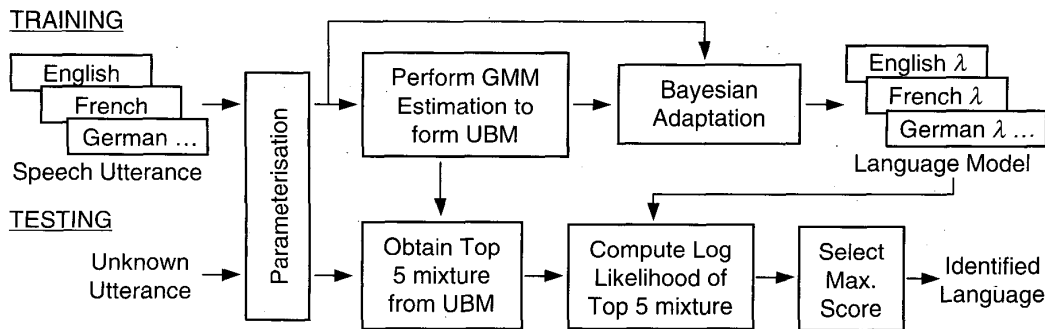 TRAINING
English
French
German ...
Speech Utterance
Parameterisation
Perform GMM
Estimation to
form UBM
Bayesian
Adaptation
English λ
French λ
German λ ...
Language Model
TESTING
Unknown
Utterance
Obtain Top
5 mixture
from UBM
Compute Log
Likelihood of
Top 5 mixture
Select
Max.
Score
Identified
Language